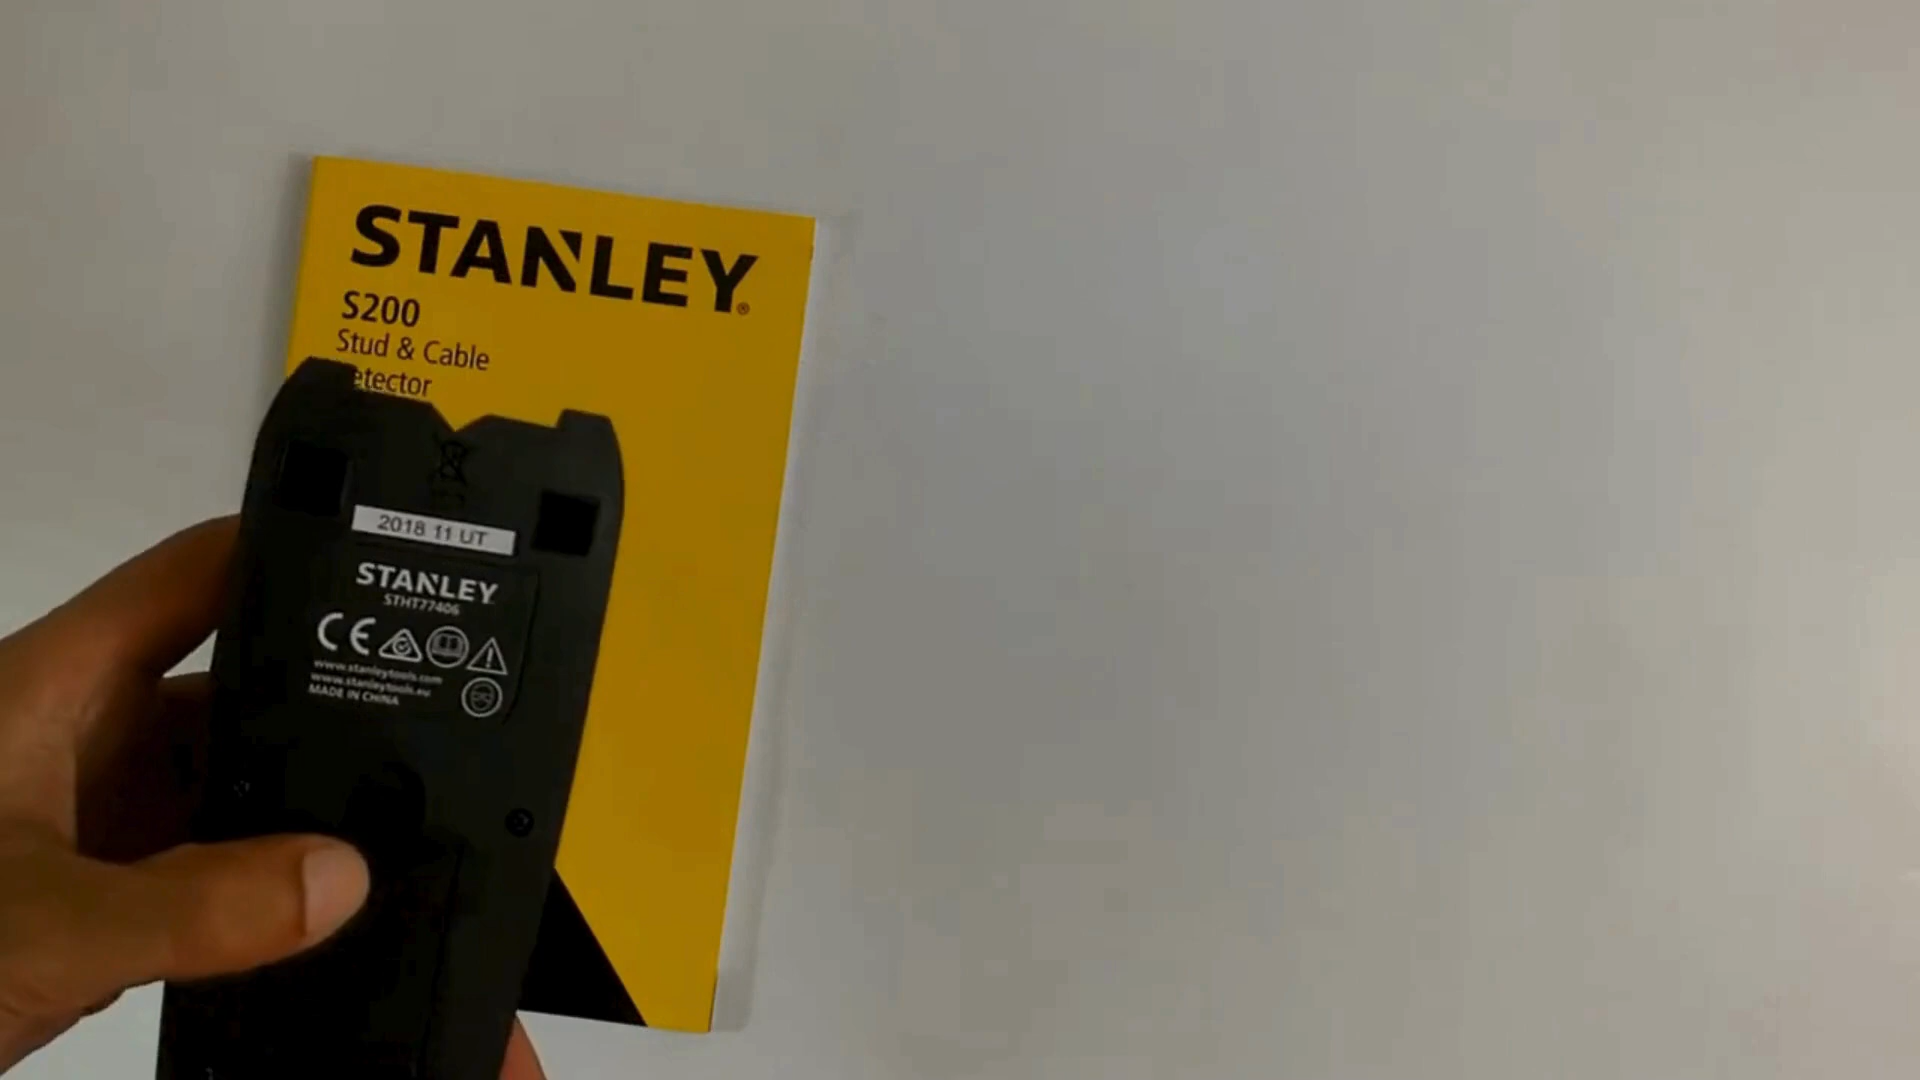 STANLEY®
S200
Stud & Cable
etector
2018 11 UT
STANLEY
STHT77406
CE
www.stanleytools.com
www.stanleytools.eu
MADE IN CHINA